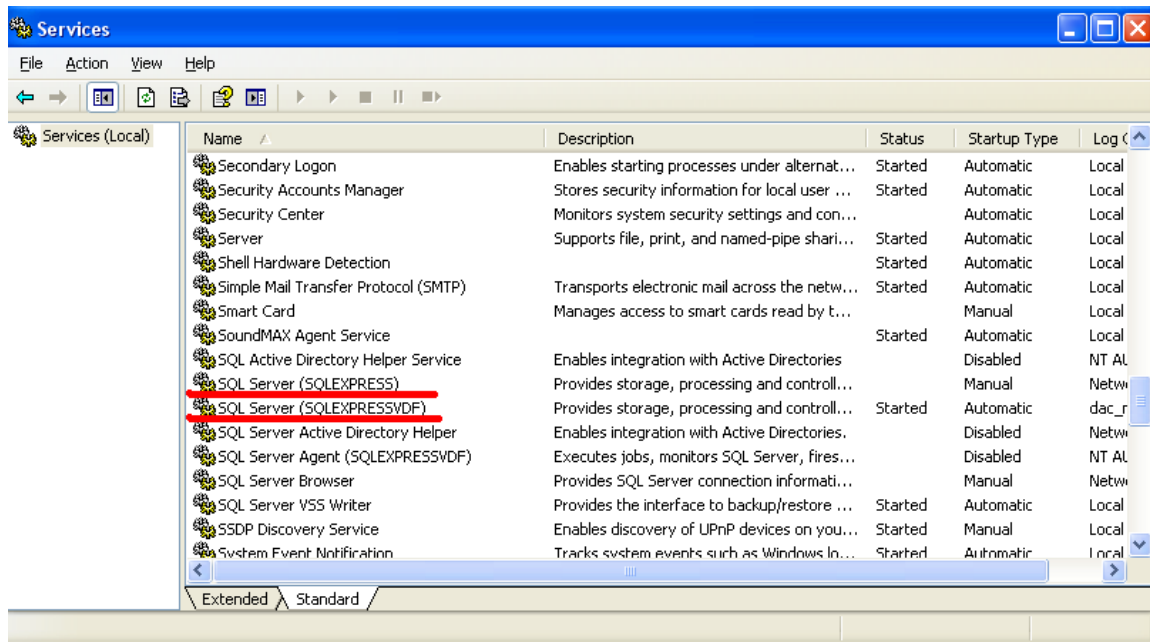 Services
File Action View Help
Services (Local)
Name Description Status Startup Type Log
Secondary Logon Enables starting processes under alternat... Started Automatic Local
Security Accounts Manager Stores security information for local user ... Started Automatic Local
Security Center Monitors system security settings and con... Automatic Local
Server Supports file, print, and named-pipe shari... Started Automatic Local
Shell Hardware Detection Started Automatic Local
Simple Mail Transfer Protocol (SMTP) Transports electronic mail across the netw... Started Automatic Local
Smart Card Manages access to smart cards read by t... Manual Local
SoundMAX Agent Service Started Automatic Local
SQL Active Directory Helper Service Enables integration with Active Directories Disabled NT AU
SQL Server (SQLEXPRESS) Provides storage, processing and controll... Manual Netw
SQL Server (SQLEXPRESSVDF) Provides storage, processing and controll... Started Automatic dac_r
SQL Server Active Directory Helper Enables integration with Active Directories. Disabled Netw
SQL Server Agent (SQLEXPRESSVDF) Executes jobs, monitors SQL Server, fires... Disabled NT AU
SQL Server Browser Provides SQL Server connection informati... Manual Netw
SQL Server VSS Writer Provides the interface to backup/restore ... Started Automatic Local
SSDP Discovery Service Enables discovery of UPnP devices on you... Started Manual Local
System Event Notification Tracks system events such as Windows lo... Started Automatic Local
Extended Standard